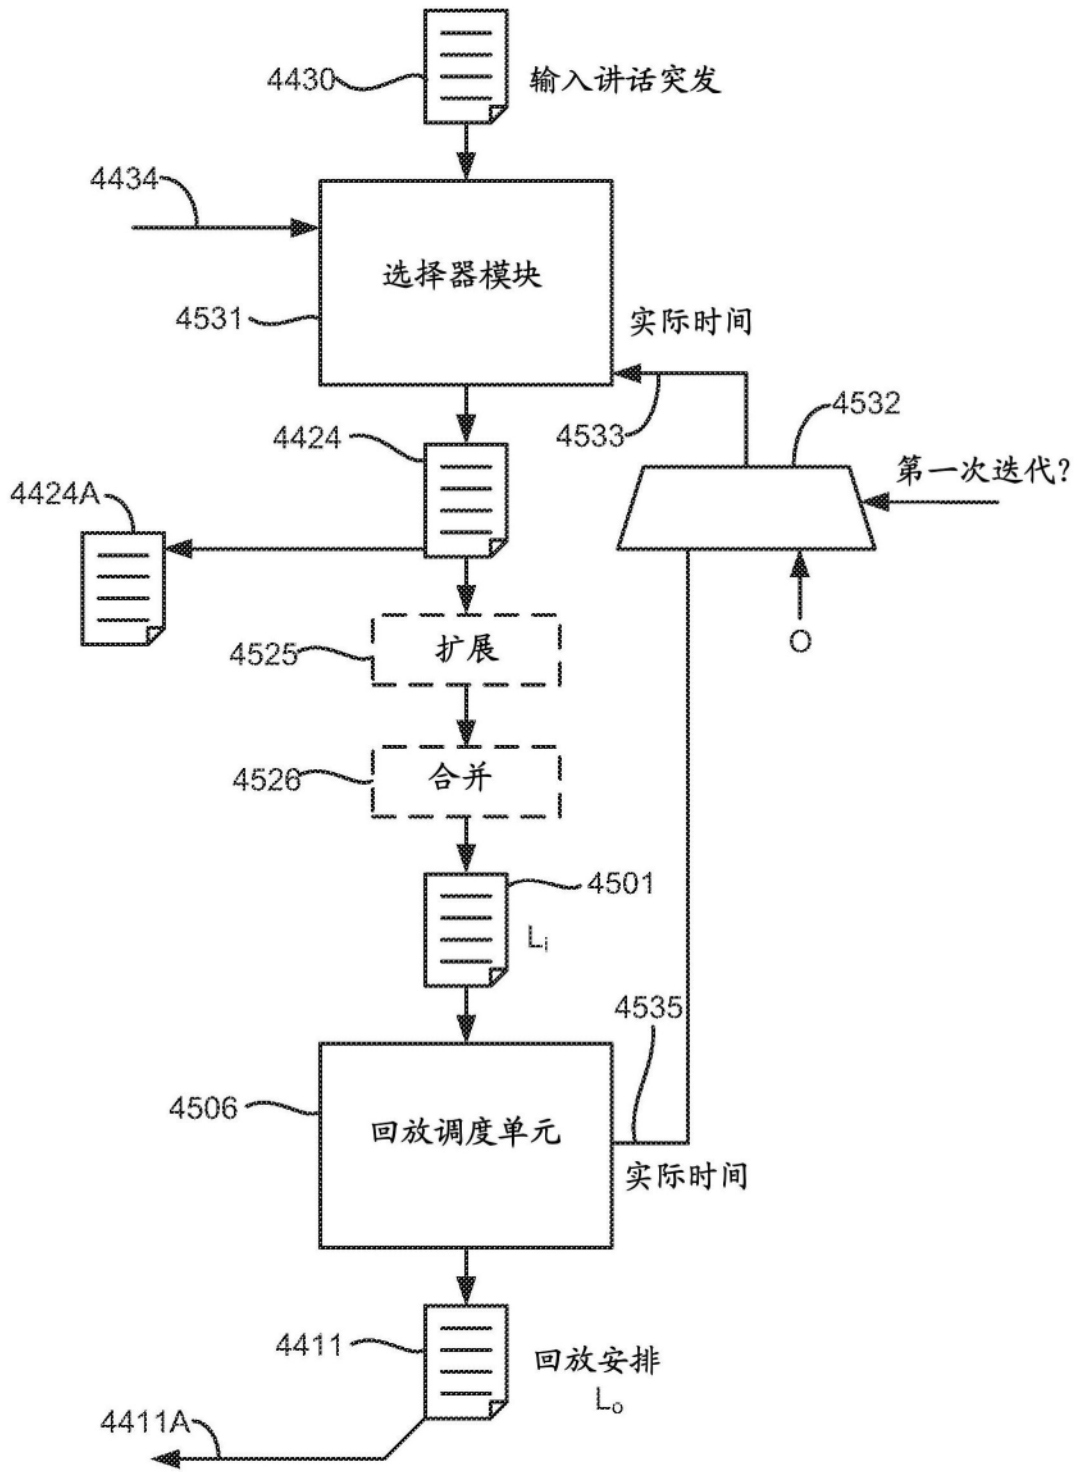 4430
输入讲话突发
4434
选择器模块
4531
实际时间
4533
4532
第一次迭代?
4424
4424A
O
4525
扩展
4526
合并
4501
Li
4535
4506
回放调度单元
实际时间
4411
回放安排
Lo
4411A